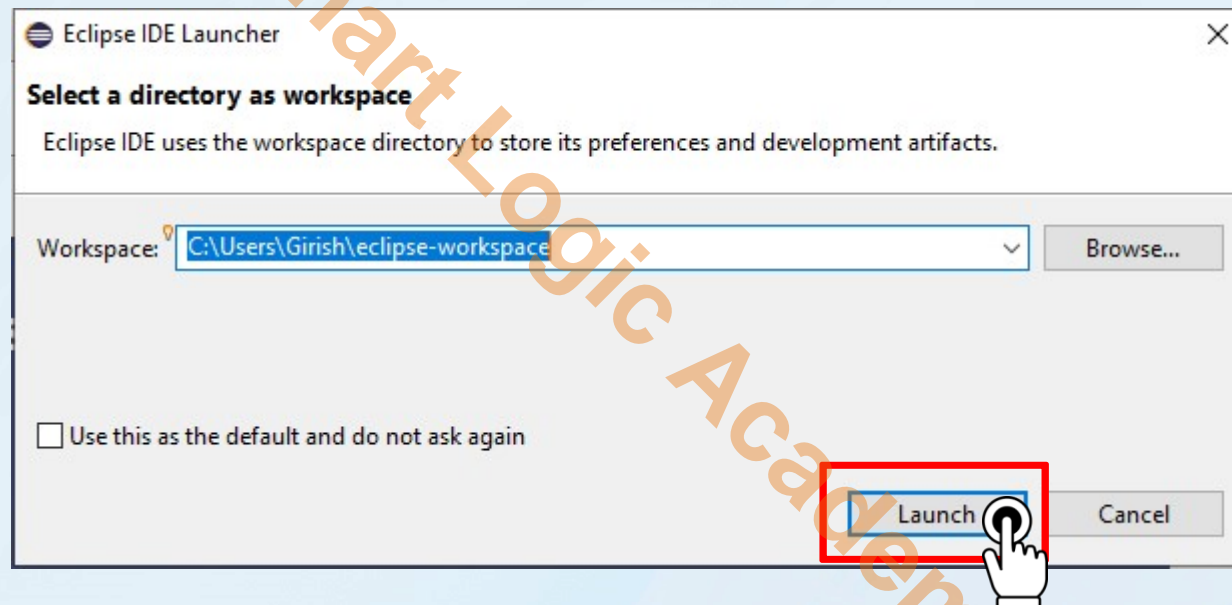 Eclipse IDE Launcher
Select a directory as workspace
Eclipse IDE uses the workspace directory to store its preferences and development artifacts.
Workspace: C:\Users\Girish\eclipse-workspace Browse...
Use this as the default and do not ask again
Launch Cancel
Logic